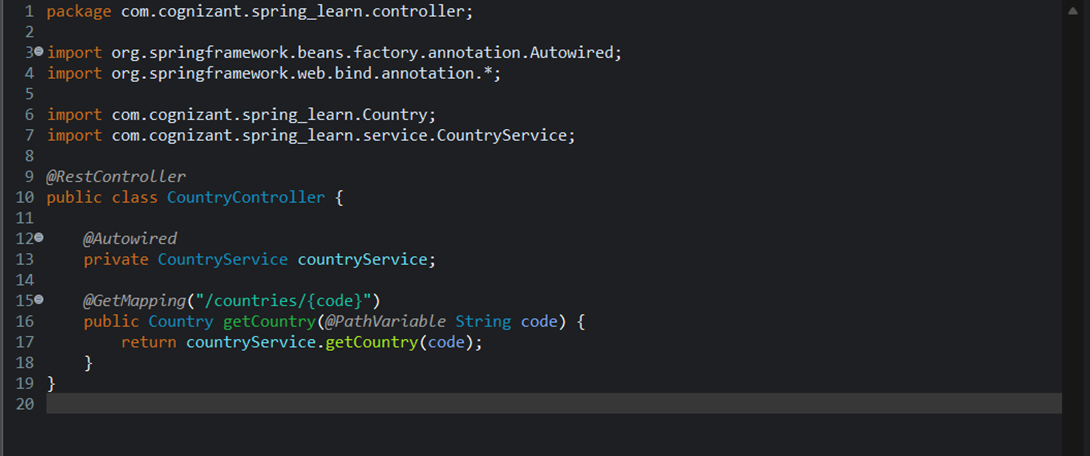 1 package com.cognizant.spring_learn.controller;
2
3 import org.springframework.beans.factory.annotation.Autowired;
4 import org.springframework.web.bind.annotation.*;
5
6 import com.cognizant.spring_learn.Country;
7 import com.cognizant.spring_learn.service.CountryService;
8
9 @RestController
10 public class CountryController {
11
12     @Autowired
13     private CountryService countryService;
14
15     @GetMapping("/countries/{code}")
16     public Country getCountry(@PathVariable String code) {
17         return countryService.getCountry(code);
18     }
19 }
20